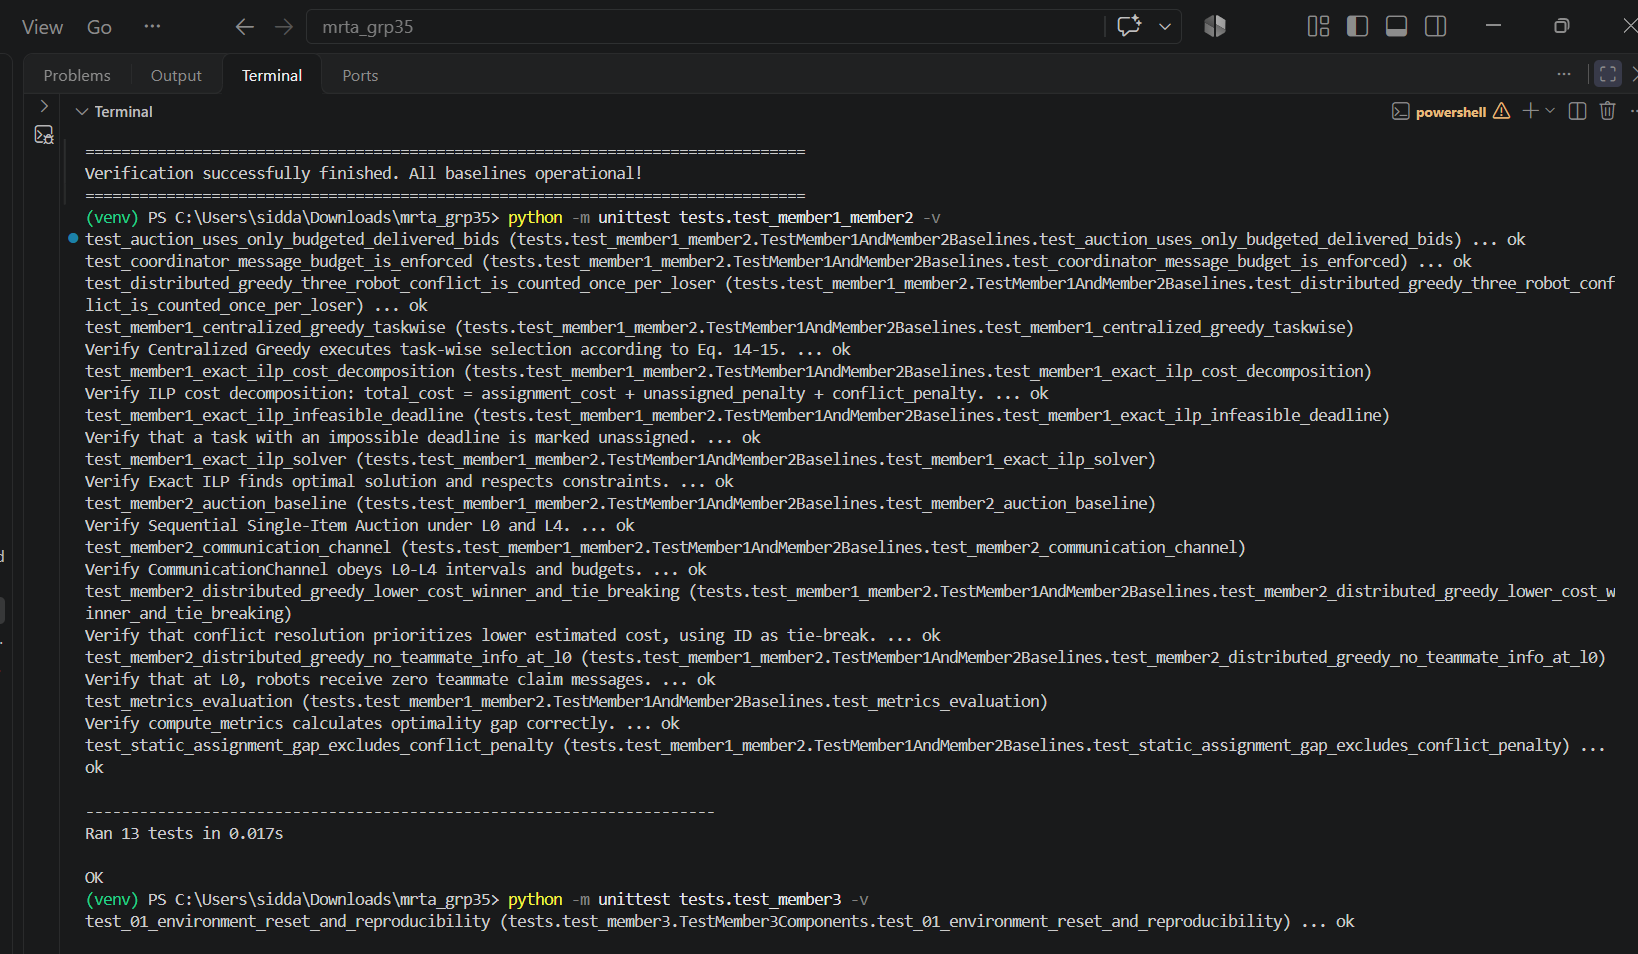 View Go ··· mrta_grp35
Problems Output Terminal Ports
Terminal
powershell
================================================================================
Verification successfully finished. All baselines operational!
================================================================================
(venv) PS C:\Users\sidda\Downloads\mrta_grp35> python -m unittest tests.test_member1_member2 -v
test_auction_uses_only_budgeted_delivered_bids (tests.test_member1_member2.TestMember1AndMember2Baselines.test_auction_uses_only_budgeted_delivered_bids) ... ok
test_coordinator_message_budget_is_enforced (tests.test_member1_member2.TestMember1AndMember2Baselines.test_coordinator_message_budget_is_enforced) ... ok
test_distributed_greedy_three_robot_conflict_is_counted_once_per_loser (tests.test_member1_member2.TestMember1AndMember2Baselines.test_distributed_greedy_three_robot_conf
lict_is_counted_once_per_loser) ... ok
test_member1_centralized_greedy_taskwise (tests.test_member1_member2.TestMember1AndMember2Baselines.test_member1_centralized_greedy_taskwise)
Verify Centralized Greedy executes task-wise selection according to Eq. 14-15. ... ok
test_member1_exact_ilp_cost_decomposition (tests.test_member1_member2.TestMember1AndMember2Baselines.test_member1_exact_ilp_cost_decomposition)
Verify ILP cost decomposition: total_cost = assignment_cost + unassigned_penalty + conflict_penalty. ... ok
test_member1_exact_ilp_infeasible_deadline (tests.test_member1_member2.TestMember1AndMember2Baselines.test_member1_exact_ilp_infeasible_deadline)
Verify that a task with an impossible deadline is marked unassigned. ... ok
test_member1_exact_ilp_solver (tests.test_member1_member2.TestMember1AndMember2Baselines.test_member1_exact_ilp_solver)
Verify Exact ILP finds optimal solution and respects constraints. ... ok
test_member2_auction_baseline (tests.test_member1_member2.TestMember1AndMember2Baselines.test_member2_auction_baseline)
Verify Sequential Single-Item Auction under L0 and L4. ... ok
test_member2_communication_channel (tests.test_member1_member2.TestMember1AndMember2Baselines.test_member2_communication_channel)
Verify CommunicationChannel obeys L0-L4 intervals and budgets. ... ok
test_member2_distributed_greedy_lower_cost_winner_and_tie_breaking (tests.test_member1_member2.TestMember1AndMember2Baselines.test_member2_distributed_greedy_lower_cost_w
inner_and_tie_breaking)
Verify that conflict resolution prioritizes lower estimated cost, using ID as tie-break. ... ok
test_member2_distributed_greedy_no_teammate_info_at_l0 (tests.test_member1_member2.TestMember1AndMember2Baselines.test_member2_distributed_greedy_no_teammate_info_at_l0)
Verify that at L0, robots receive zero teammate claim messages. ... ok
test_metrics_evaluation (tests.test_member1_member2.TestMember1AndMember2Baselines.test_metrics_evaluation)
Verify compute_metrics calculates optimality gap correctly. ... ok
test_static_assignment_gap_excludes_conflict_penalty (tests.test_member1_member2.TestMember1AndMember2Baselines.test_static_assignment_gap_excludes_conflict_penalty) ...
ok
----------------------------------------------------------------------
Ran 13 tests in 0.017s
OK
(venv) PS C:\Users\sidda\Downloads\mrta_grp35> python -m unittest tests.test_member3 -v
test_01_environment_reset_and_reproducibility (tests.test_member3.TestMember3Components.test_01_environment_reset_and_reproducibility) ... ok